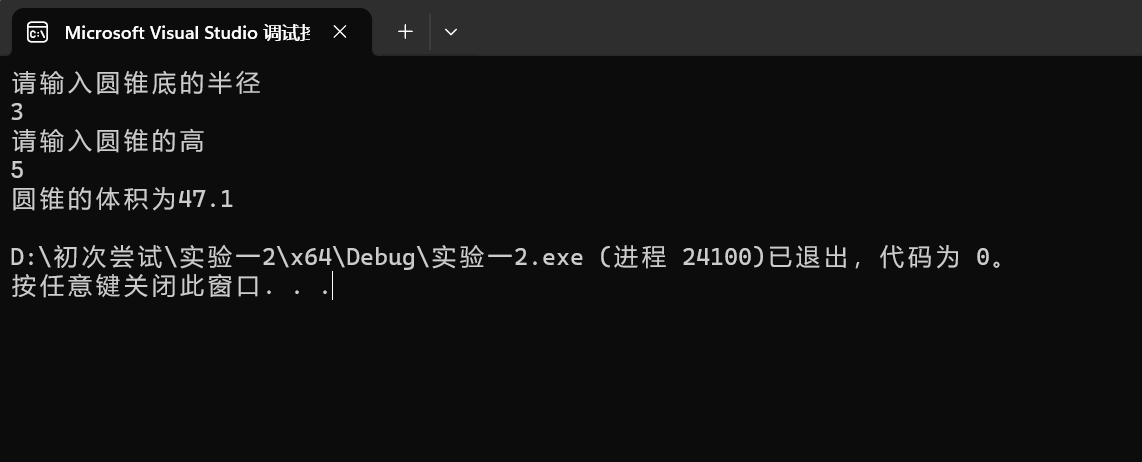 Microsoft Visual Studio 调试
请输入圆锥底的半径
3
请输入圆锥的高
5
圆锥的体积为47.1
D:\初次尝试\实验一2\x64\Debug\实验一2.exe (进程 24100)已退出，代码为 0。
按任意键关闭此窗口. . .